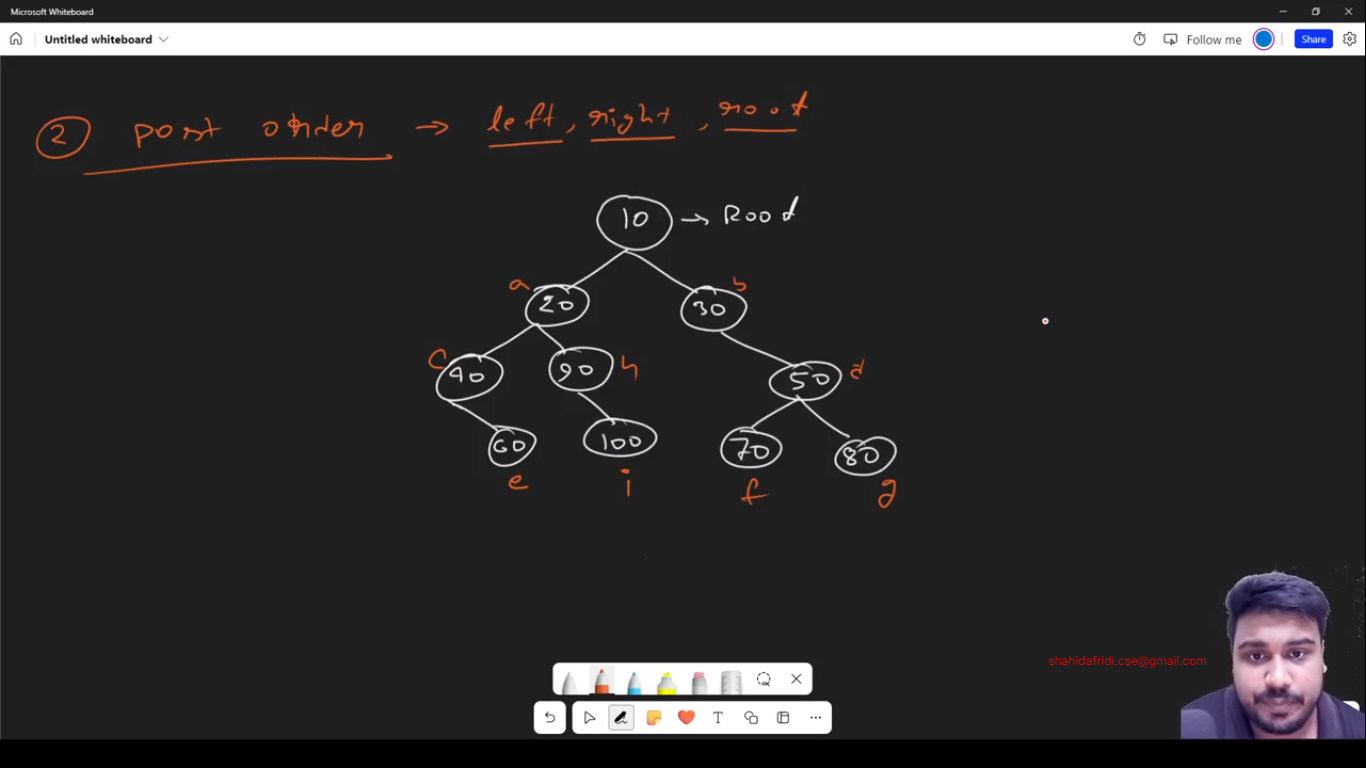 Microsoft Whiteboard
Untitled whiteboard
Follow me
Share
2 post order → left, right, root
10 → Root
a 20
30 b
c 40
90 h
50 d
60
100
70
80
e
i
f
g
shahidafridi.cse@gmail.com
T